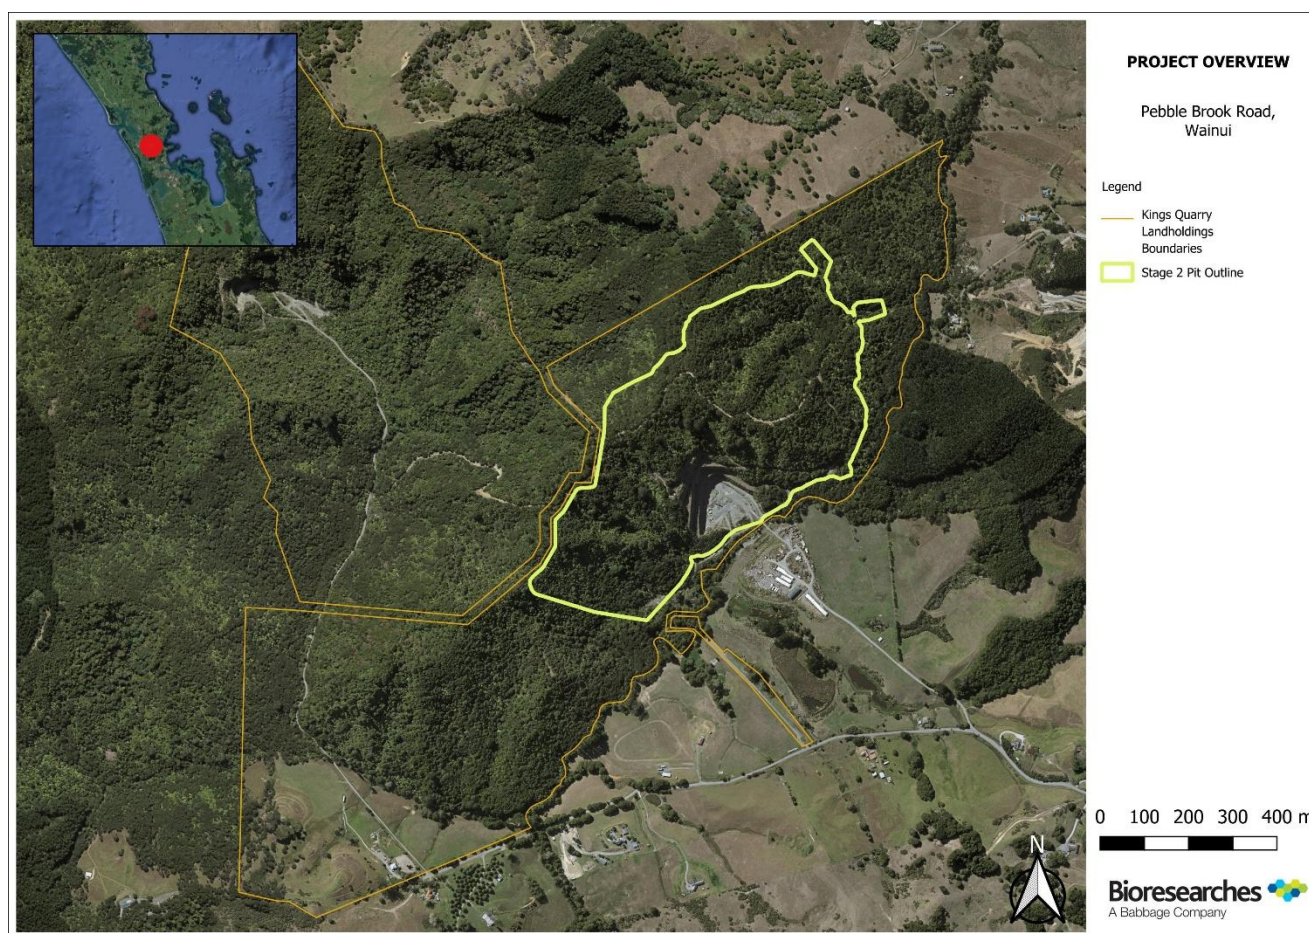 PROJECT OVERVIEW
Pebble Brook Road,
Wainui
Legend
Kings Quarry
Landholdings
Boundaries
Stage 2 Pit Outline
0 100 200 300 400 m
N
Bioresearches
A Babbage Company